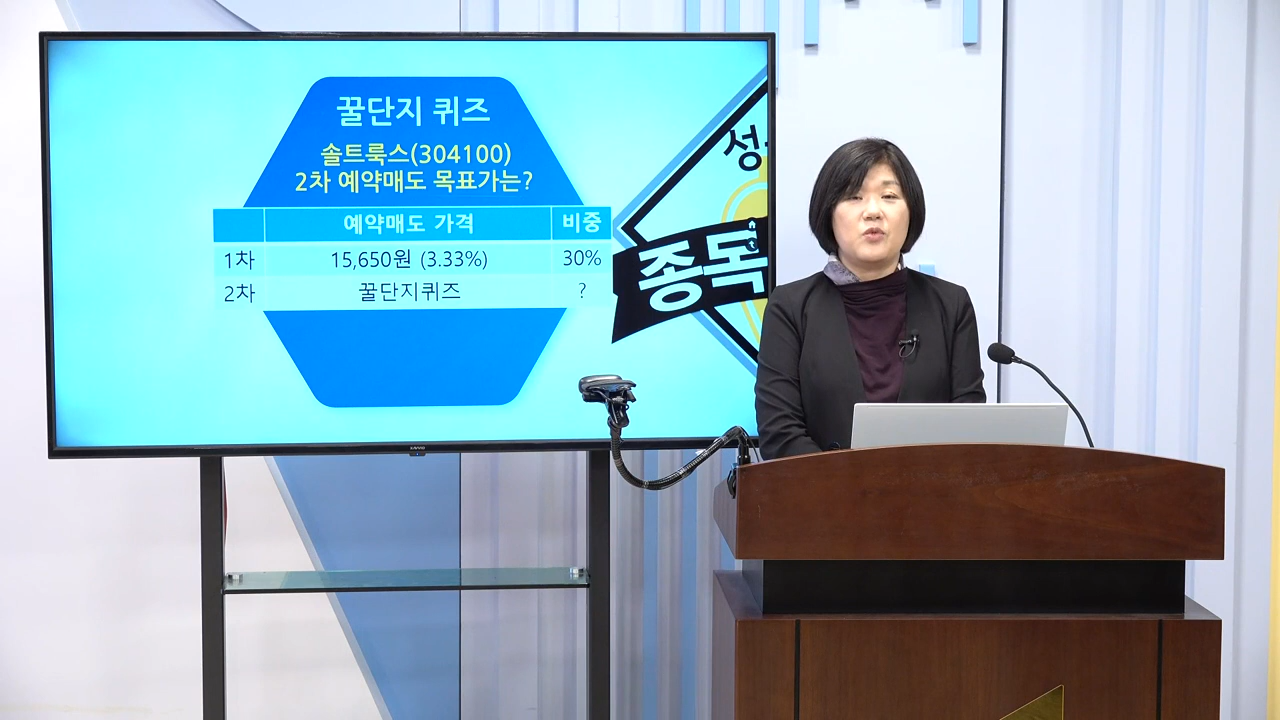 꿀단지 퀴즈
솔트룩스(304100)
2차 예약매도 목표가는?
예약매도 가격 비중
1차 15,650원 (3.33%) 30%
2차 꿀단지퀴즈 ?
성
종목